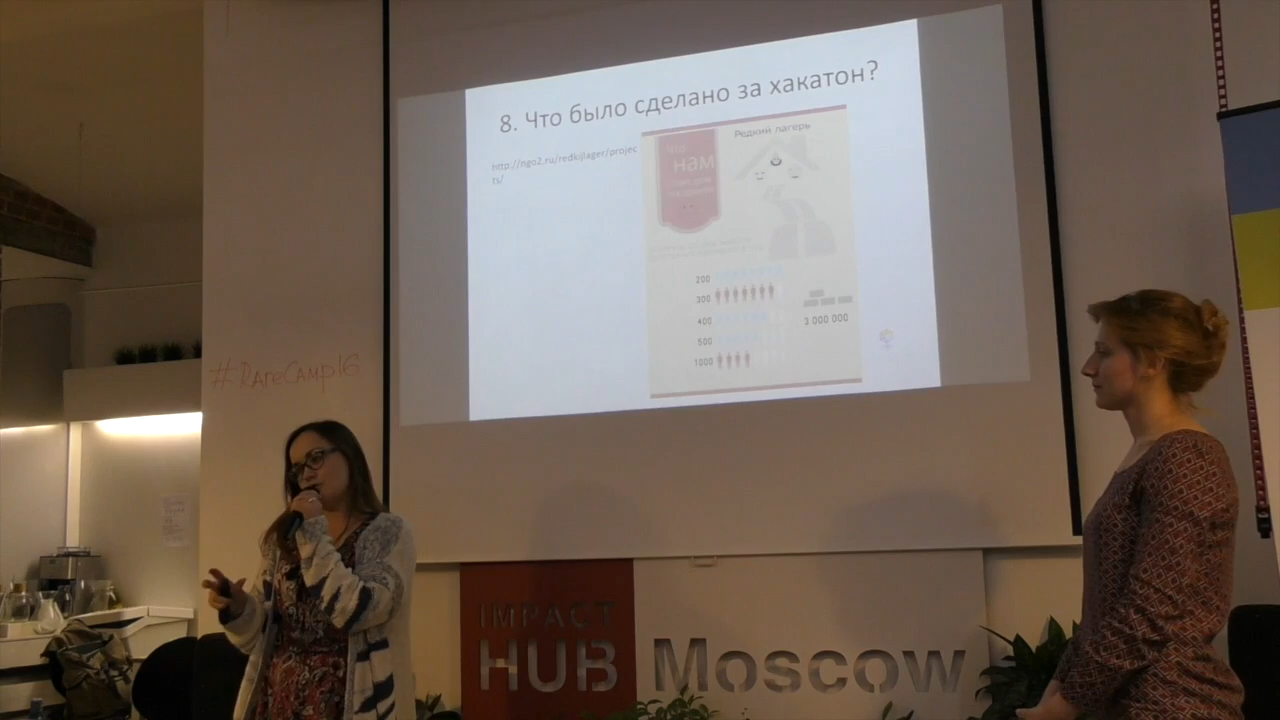 8. Что было сделано за хакатон?
http://ngo2.ru/redkijlager/projec
ts/
Редкий лагерь
нам
200
300
400
500
1000
3 000 000
#RareCamp16
IMPACT
HUB Moscow